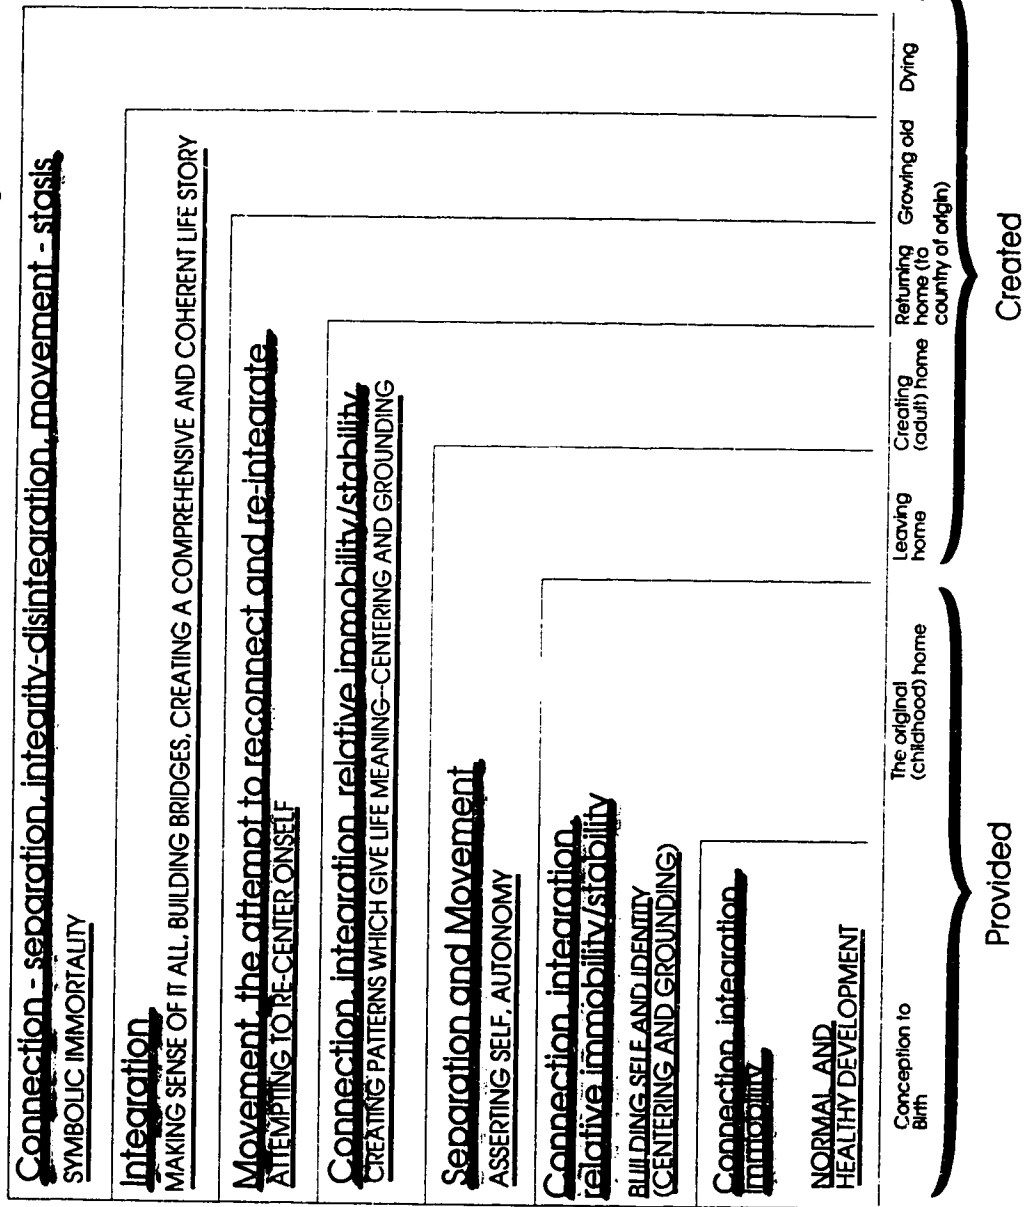 Connection - separation, integrity-disintegration, movement - stasis
SYMBOLIC IMMORTALITY
Integration
MAKING SENSE OF IT ALL, BUILDING BRIDGES, CREATING A COMPREHENSIVE AND COHERENT LIFE STORY
Movement, the attempt to reconnect and re-integrate
ATTEMPTING TO RE-CENTER ONSELF
Connection, integration, relative immobility/stability
CREATING PATTERNS WHICH GIVE LIFE MEANING--CENTERING AND GROUNDING
Separation and Movement
ASSERTING SELF, AUTONOMY
Connection, integration,
relative immobility/stability
BUILDING SELF AND IDENTITY
(CENTERING AND GROUNDING)
Connection, integration
immobility
NORMAL AND
HEALTHY DEVELOPMENT
Conception to
Birth
The original
(childhood) home
Leaving
home
Creating
(adult) home
Returning
home (to
country of origin)
Growing old
Dying
Provided
Created